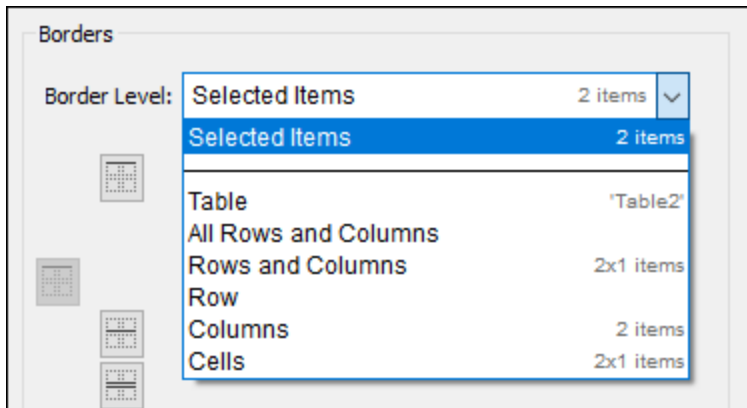 Borders
Border Level: Selected Items 2 items
Selected Items 2 items
Table "Table2"
All Rows and Columns
Rows and Columns 2x1 items
Row
Columns 2 items
Cells 2x1 items